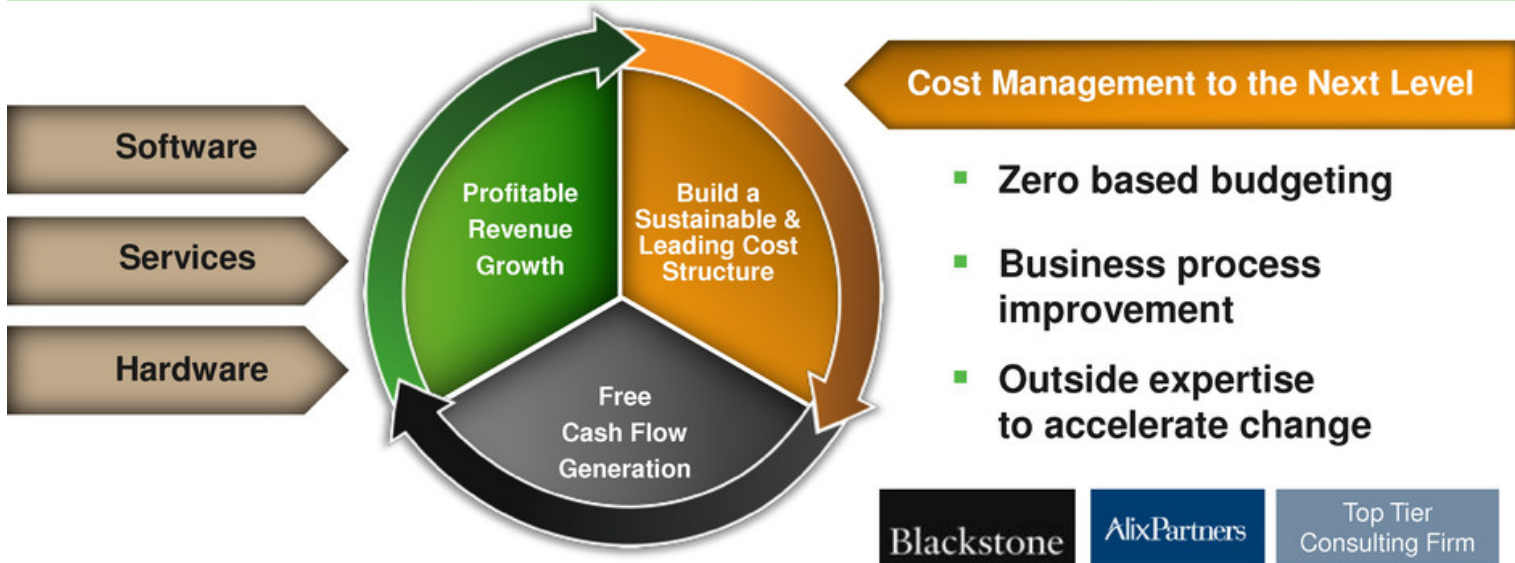 Software
Services
Hardware
Profitable
Revenue
Growth
Build a
Sustainable &
Leading Cost
Structure
Free
Cash Flow
Generation
Cost Management to the Next Level
Zero based budgeting
Business process
improvement
Outside expertise
to accelerate change
Blackstone
AlixPartners
Top Tier
Consulting Firm